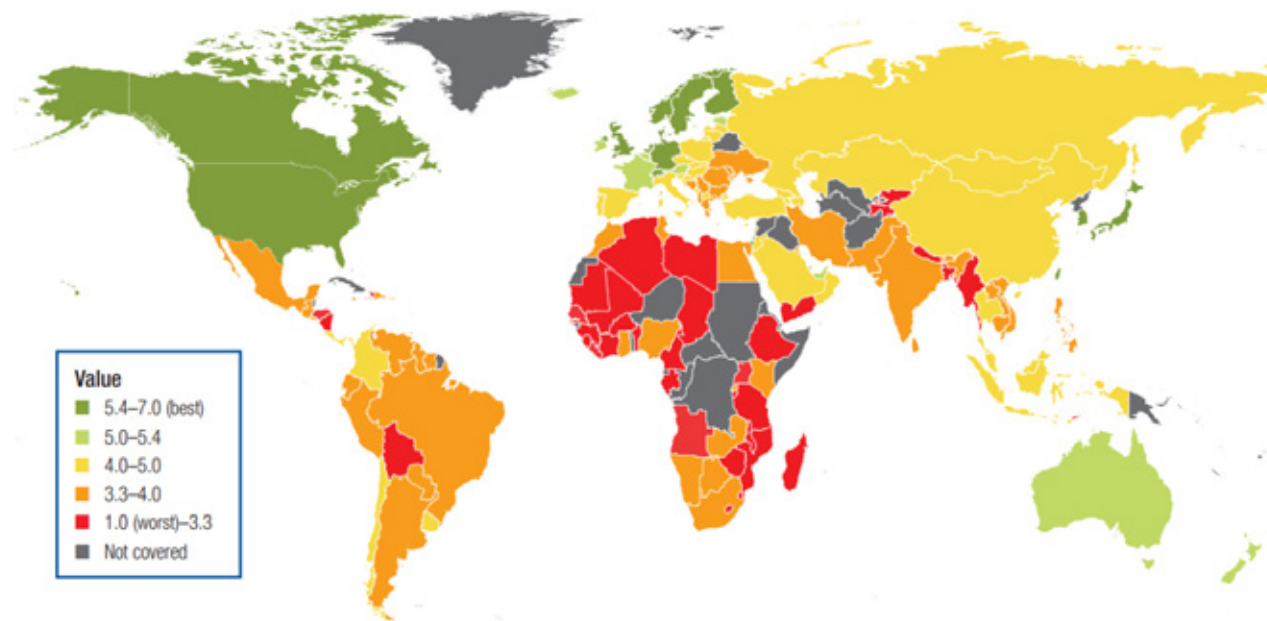 Value
5.4–7.0 (best)
5.0–5.4
4.0–5.0
3.3–4.0
1.0 (worst)–3.3
Not covered